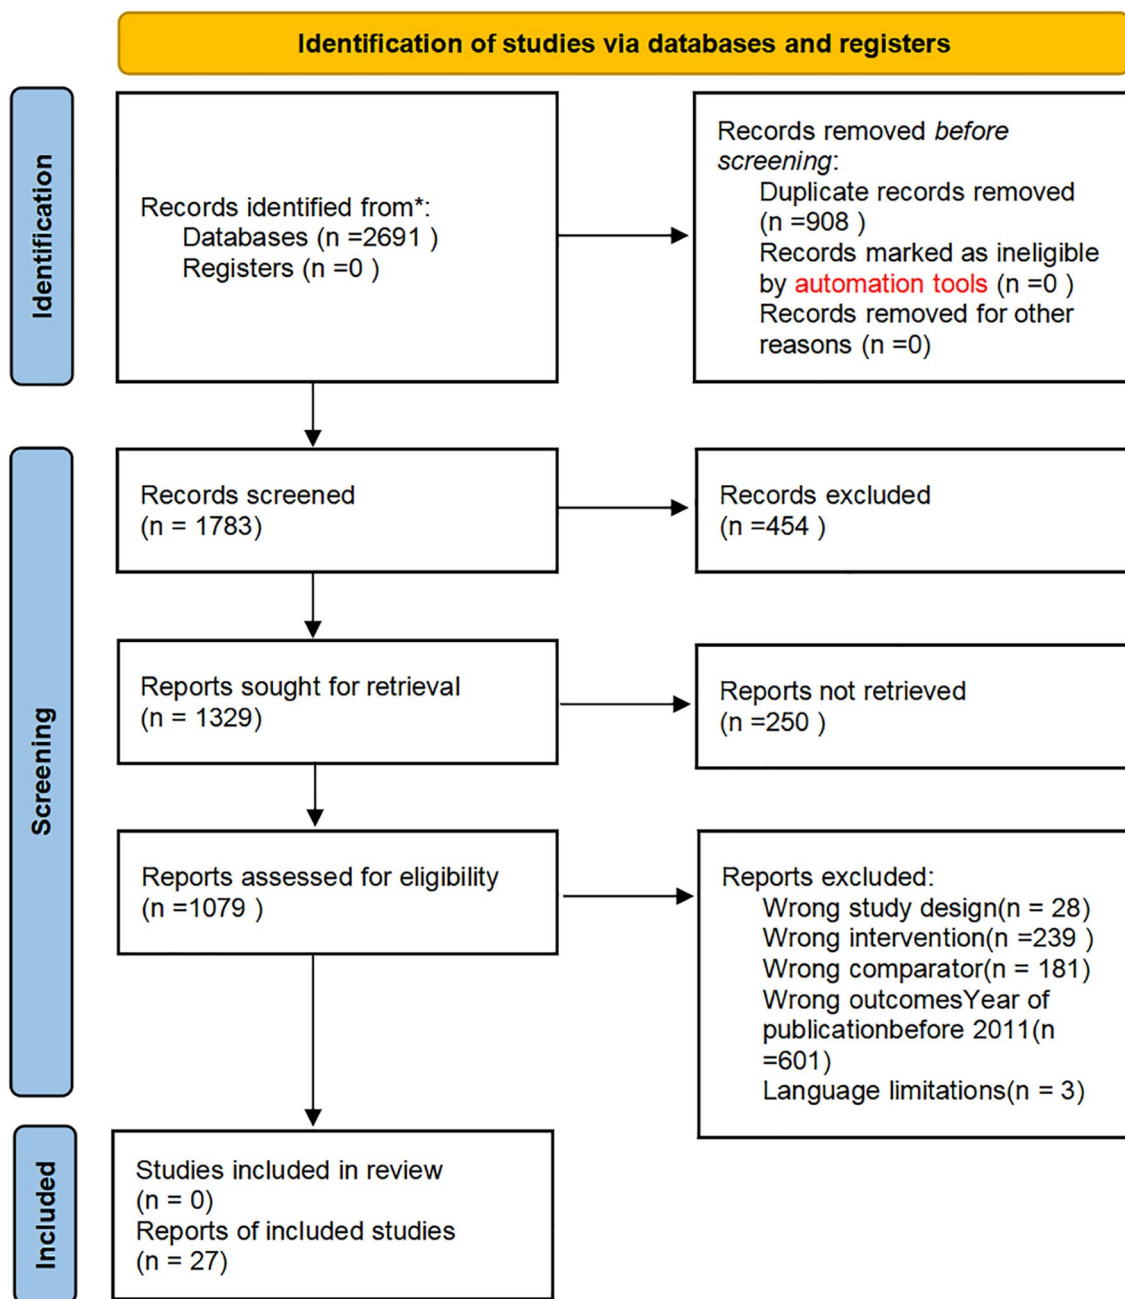 Identification of studies via databases and registers
Identification
Records identified from*:
Databases (n =2691 )
Registers (n =0 )
Records removed before
screening:
Duplicate records removed
(n =908 )
Records marked as ineligible
by automation tools (n =0 )
Records removed for other
reasons (n =0)
Screening
Records screened
(n = 1783)
Records excluded
(n =454 )
Reports sought for retrieval
(n = 1329)
Reports not retrieved
(n =250 )
Reports assessed for eligibility
(n =1079 )
Reports excluded:
Wrong study design(n = 28)
Wrong intervention(n =239 )
Wrong comparator(n = 181)
Wrong outcomesYear of
publicationbefore 2011(n
=601)
Language limitations(n = 3)
Included
Studies included in review
(n = 0)
Reports of included studies
(n = 27)